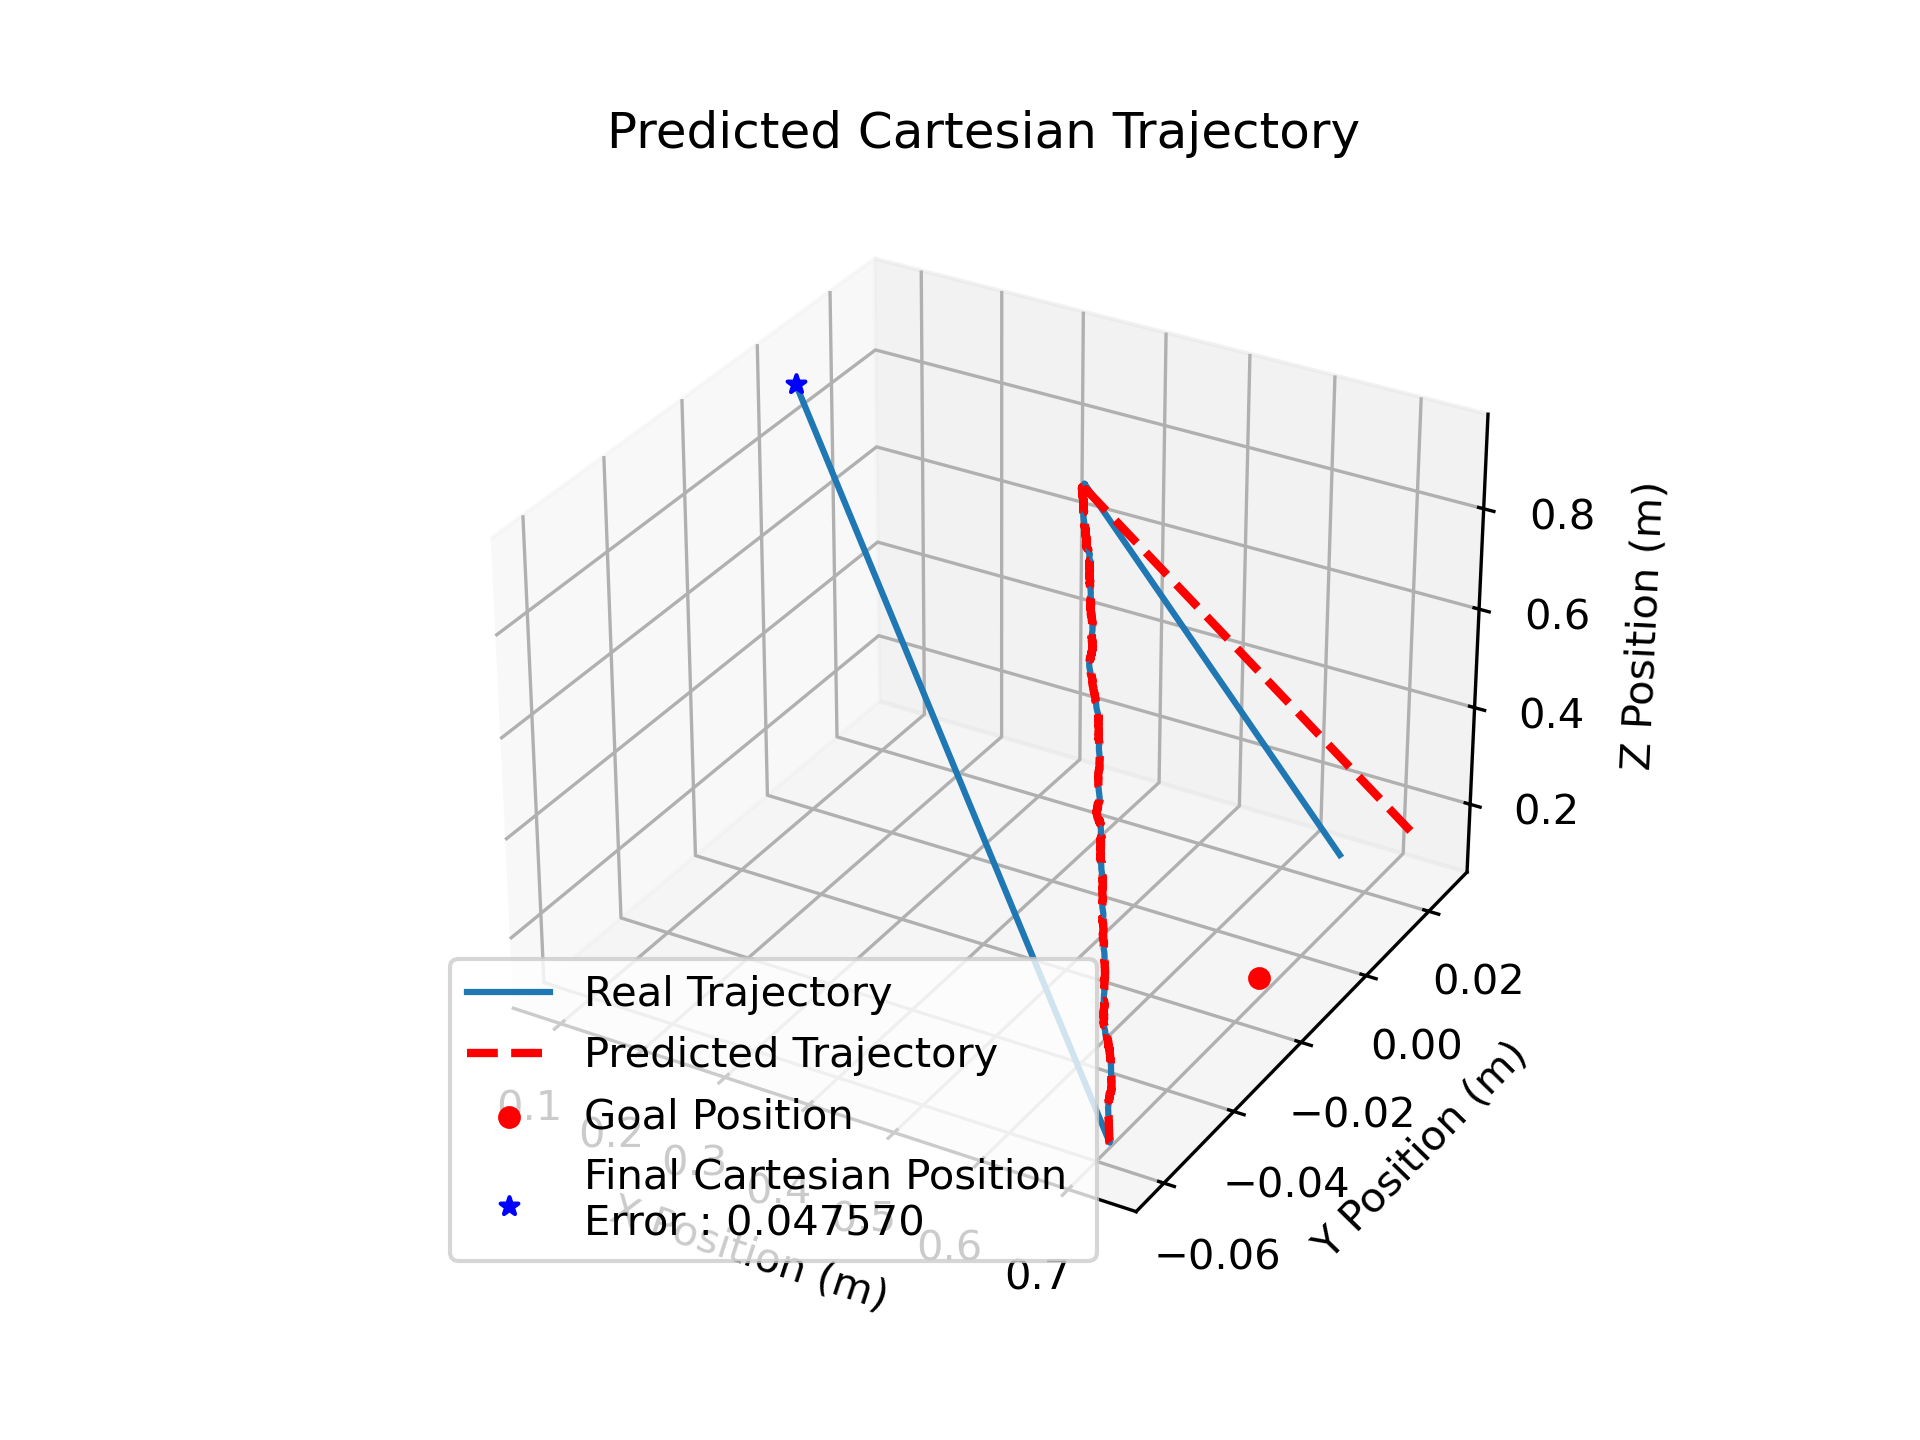 Predicted Cartesian Trajectory
0.8
0.6
0.4
0.2
Z Position (m)
0.02
0.00
−0.02
−0.04
−0.06
Y Position (m)
0.1
0.2
0.3
0.4
0.5
0.6
0.7
X Position (m)
Real Trajectory
Predicted Trajectory
Goal Position
Final Cartesian Position
Error : 0.047570